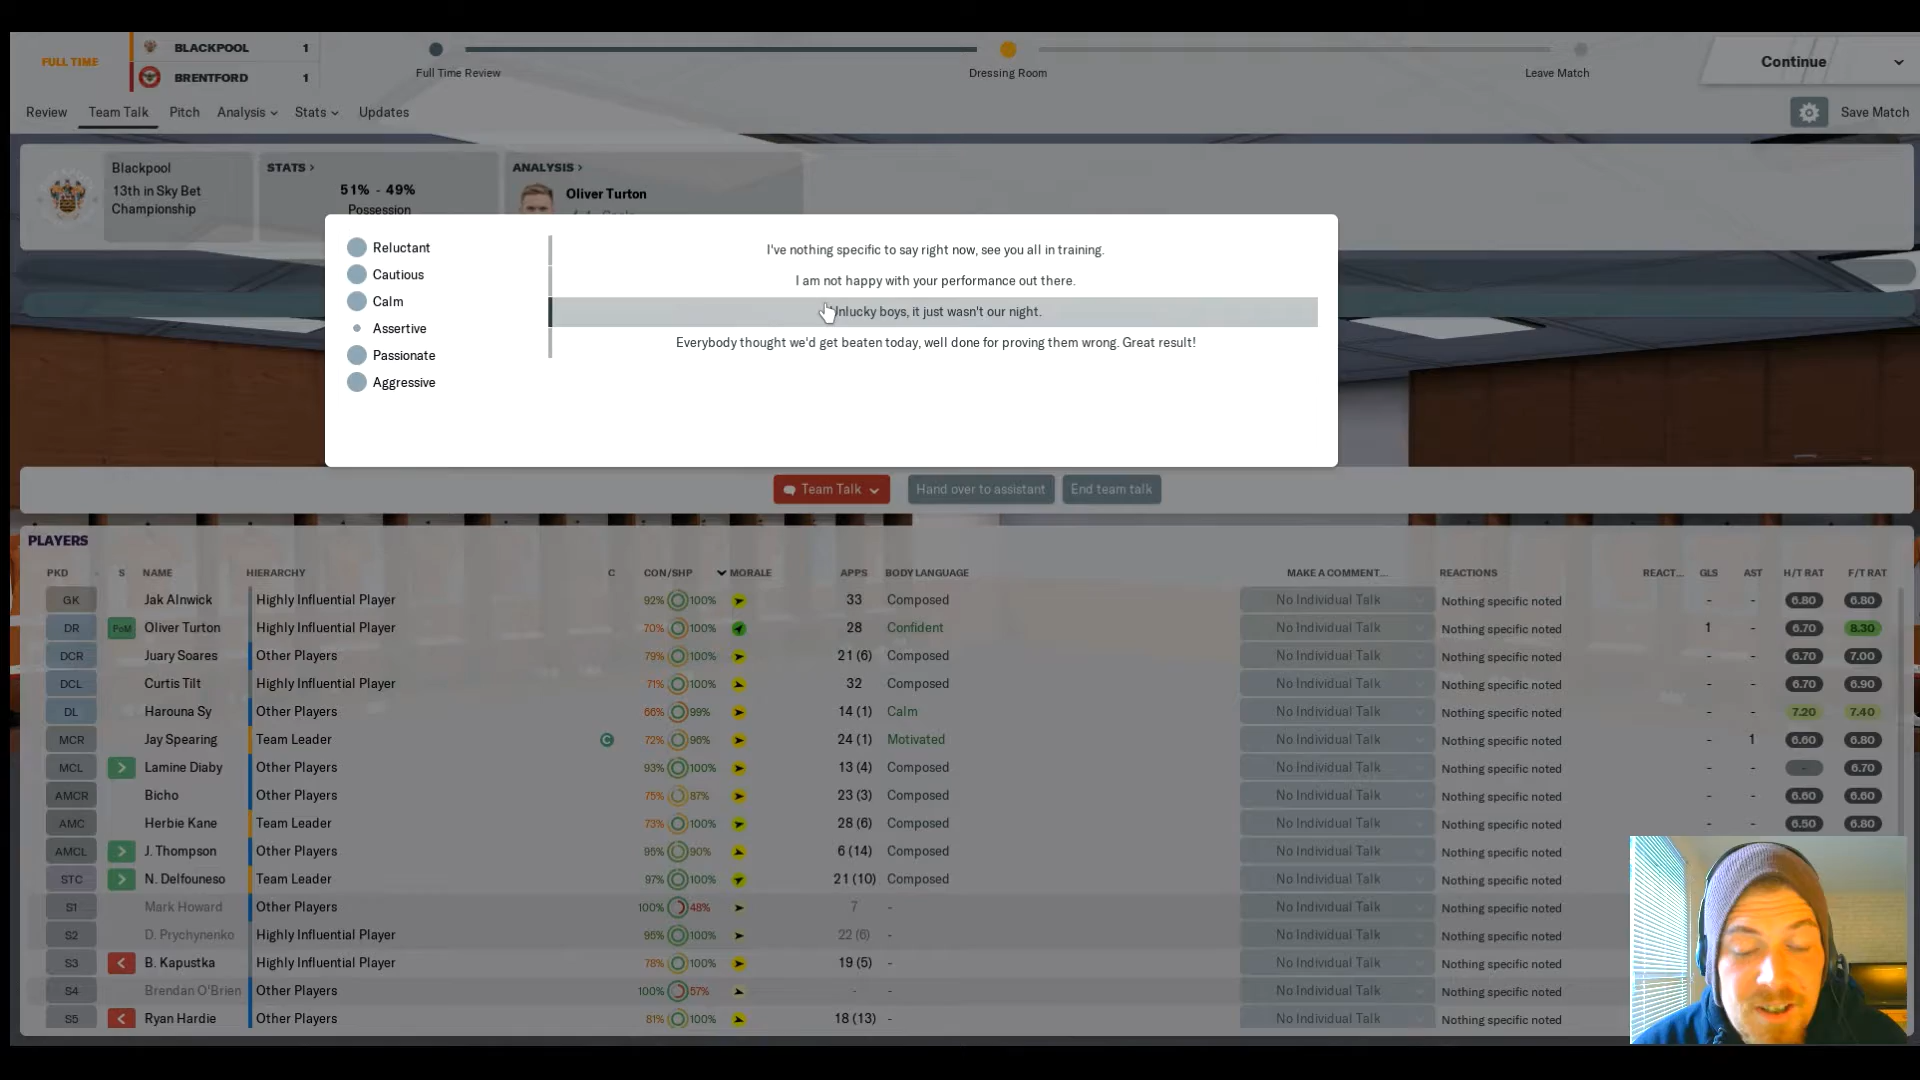 FULL TIME
BLACKPOOL 1
BRENTFORD 1
Full Time Review
Dressing Room
Leave Match
Continue
Review Team Talk Pitch Analysis Stats Updates
Save Match
Blackpool
13th in Sky Bet
Championship
STATS
51% - 49%
Possession
ANALYSIS
Oliver Turton
Reluctant
Cautious
Calm
Assertive
Passionate
Aggressive
I've nothing specific to say right now, see you all in training.
I am not happy with your performance out there.
Unlucky boys, it just wasn't our night.
Everybody thought we'd get beaten today, well done for proving them wrong. Great result!
Team Talk Hand over to assistant End team talk
PLAYERS
PKD S NAME HIERARCHY C CON/SHP MORALE APPS BODY LANGUAGE MAKE A COMMENT... REACTIONS REACT... GLS AST H/T RAT F/T RAT
GK Jak Alnwick Highly Influential Player 92% 100% 33 Composed No Individual Talk Nothing specific noted - - 6.80 6.80
DR PoM Oliver Turton Highly Influential Player 70% 100% 28 Confident No Individual Talk Nothing specific noted 1 - 6.70 8.30
DCR Juary Soares Other Players 79% 100% 21 (6) Composed No Individual Talk Nothing specific noted - - 6.70 7.00
DCL Curtis Tilt Highly Influential Player 71% 100% 32 Composed No Individual Talk Nothing specific noted - - 6.70 6.90
DL Harouna Sy Other Players 66% 99% 14 (1) Calm No Individual Talk Nothing specific noted - - 7.20 7.40
MCR Jay Spearing Team Leader C 72% 96% 24 (1) Motivated No Individual Talk Nothing specific noted - 1 6.60 6.80
MCL Lamine Diaby Other Players 93% 100% 13 (4) Composed No Individual Talk Nothing specific noted - - - 6.70
AMCR Bicho Other Players 75% 87% 23 (3) Composed No Individual Talk Nothing specific noted - - 6.60 6.60
AMC Herbie Kane Team Leader 73% 100% 28 (6) Composed No Individual Talk Nothing specific noted - - 6.50 6.80
AMCL J. Thompson Other Players 95% 90% 6 (14) Composed No Individual Talk Nothing specific noted
STC N. Delfouneso Team Leader 97% 100% 21 (10) Composed No Individual Talk Nothing specific noted
S1 Mark Howard Other Players 100% 48% 7 - No Individual Talk Nothing specific noted
S2 D. Prychynenko Highly Influential Player 95% 100% 22 (6) - No Individual Talk Nothing specific noted
S3 B. Kapustka Highly Influential Player 78% 100% 19 (5) - No Individual Talk Nothing specific noted
S4 Brendan O'Brien Other Players 100% 57% - - No Individual Talk Nothing specific noted
S5 Ryan Hardie Other Players 81% 100% 18 (13) - No Individual Talk Nothing specific noted